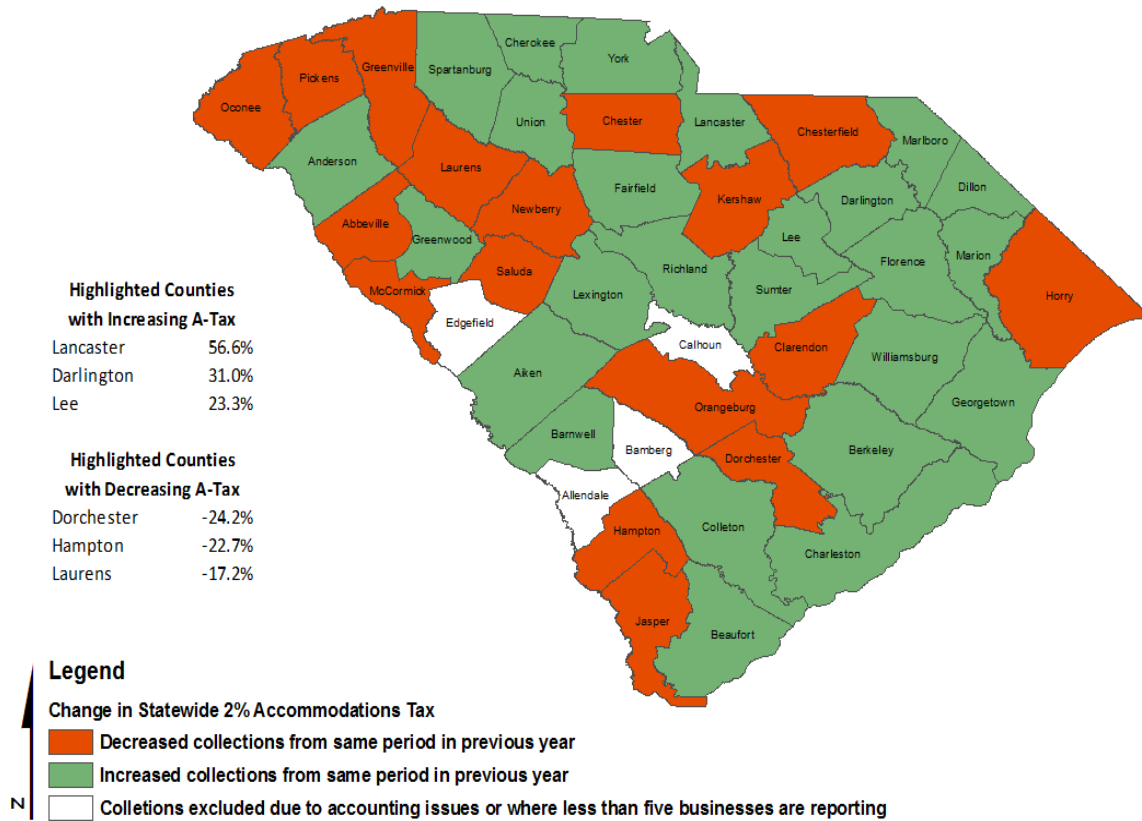 Cherokee
York
Greenville
Spartanburg
Pickens
Oconee
Union
Chester
Lancaster
Chesterfield
Marlboro
Anderson
Laurens
Fairfield
Kershaw
Darlington
Dillon
Abbeville
Newberry
Greenwood
Lee
Florence
Marion
Saluda
Richland
McCormick
Lexington
Sumter
Horry
Edgefield
Calhoun
Clarendon
Williamsburg
Aiken
Orangeburg
Georgetown
Barnwell
Bamberg
Dorchester
Berkeley
Allendale
Hampton
Colleton
Charleston
Jasper
Beaufort
Highlighted Counties
with Increasing A-Tax
Lancaster 56.6%
Darlington 31.0%
Lee 23.3%
Highlighted Counties
with Decreasing A-Tax
Dorchester -24.2%
Hampton -22.7%
Laurens -17.2%
Legend
Change in Statewide 2% Accommodations Tax
Decreased collections from same period in previous year
Increased collections from same period in previous year
Colletions excluded due to accounting issues or where less than five businesses are reporting
N